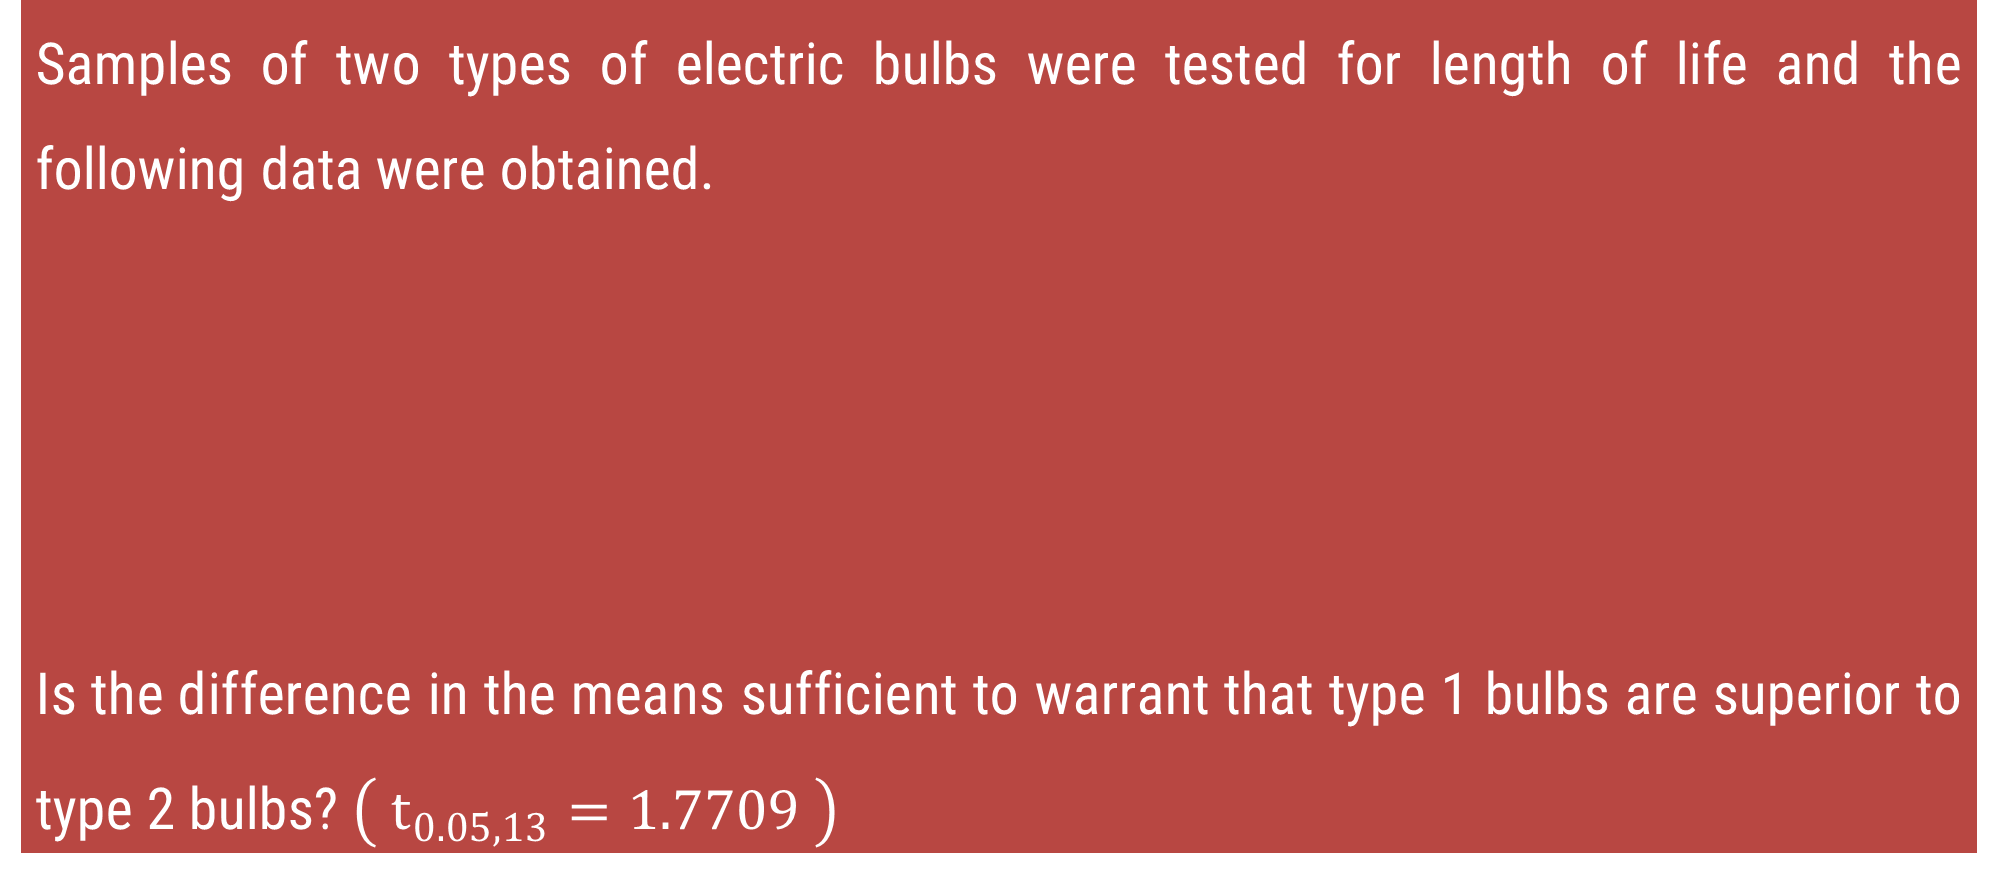 Samples of two types of electric bulbs were tested for length of life and the
following data were obtained.
Is the difference in the means sufficient to warrant that type 1 bulbs are superior to
type 2 bulbs? ( t₀.₀₅,₁₃ = 1.7709 )